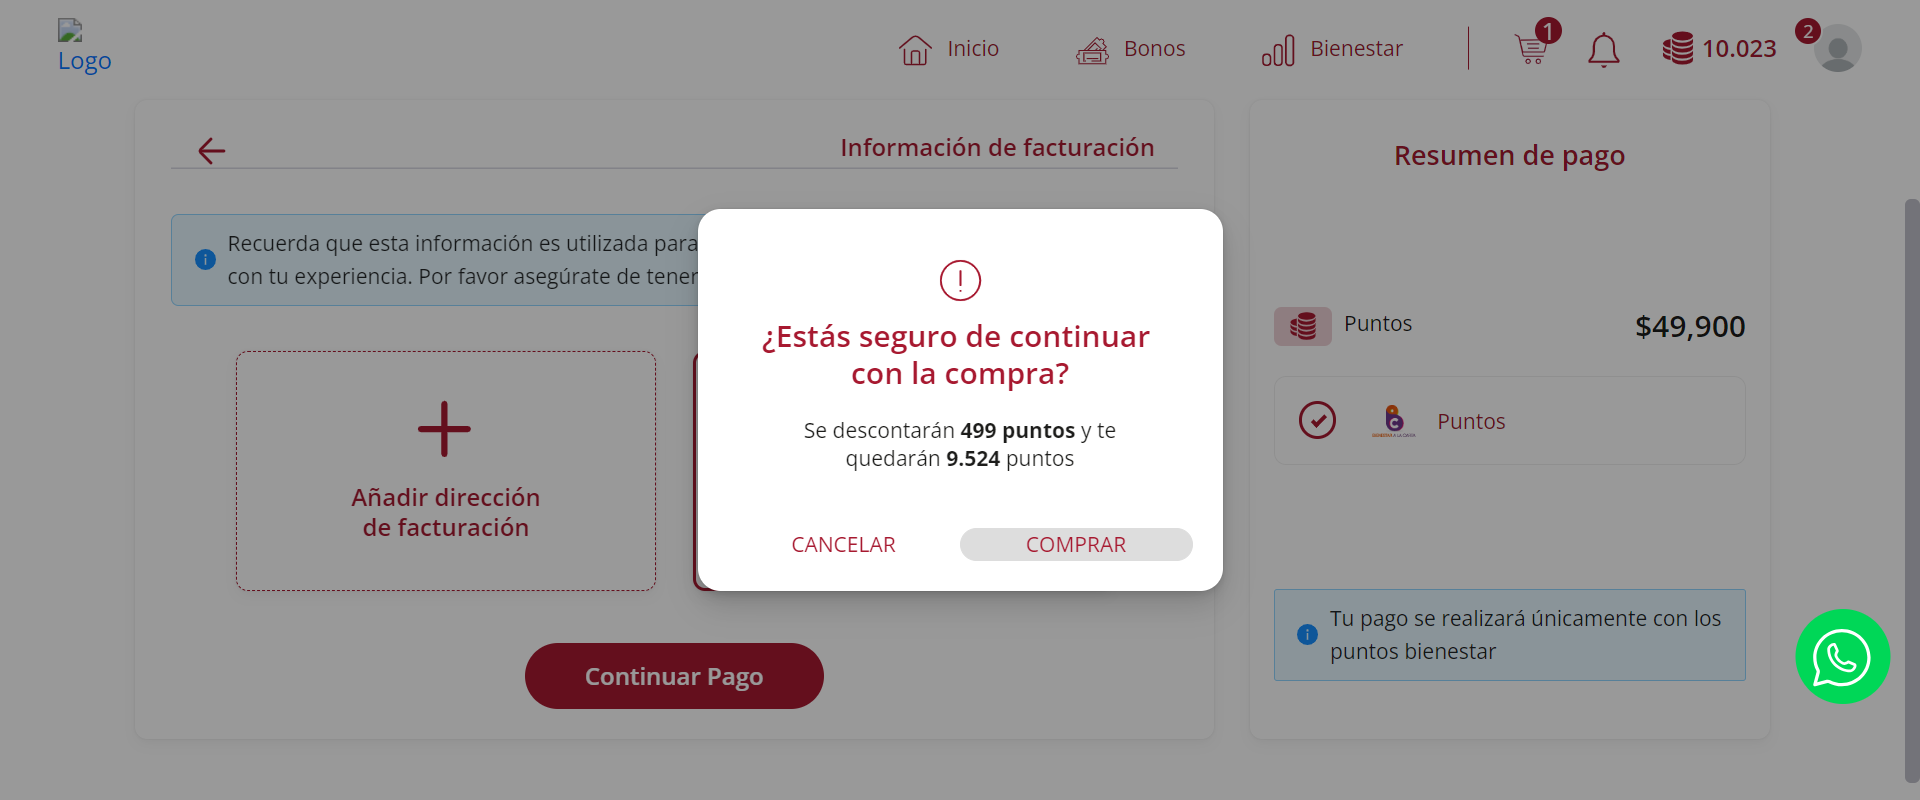 Logo
Inicio
Bonos
Bienestar
1
10.023
2
Información de facturación
Recuerda que esta información es utilizada para
con tu experiencia. Por favor asegúrate de tener
Añadir dirección
de facturación
Continuar Pago
¿Estás seguro de continuar
con la compra?
Se descontarán 499 puntos y te
quedarán 9.524 puntos
CANCELAR
COMPRAR
Resumen de pago
Puntos
$49,900
Puntos
Tu pago se realizará únicamente con los
puntos bienestar